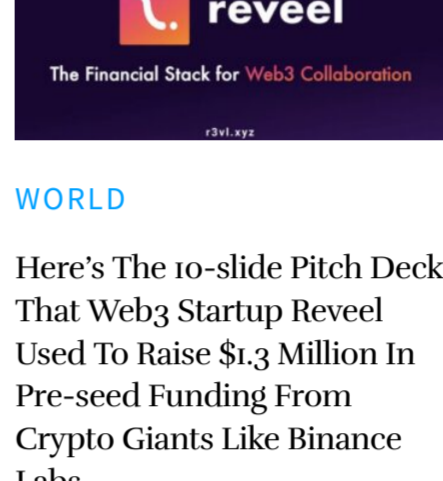 reveel
The Financial Stack for Web3 Collaboration
r3vl.xyz
WORLD
Here's The 10-slide Pitch Deck
That Web3 Startup Reveel
Used To Raise $1.3 Million In
Pre-seed Funding From
Crypto Giants Like Binance
Labs